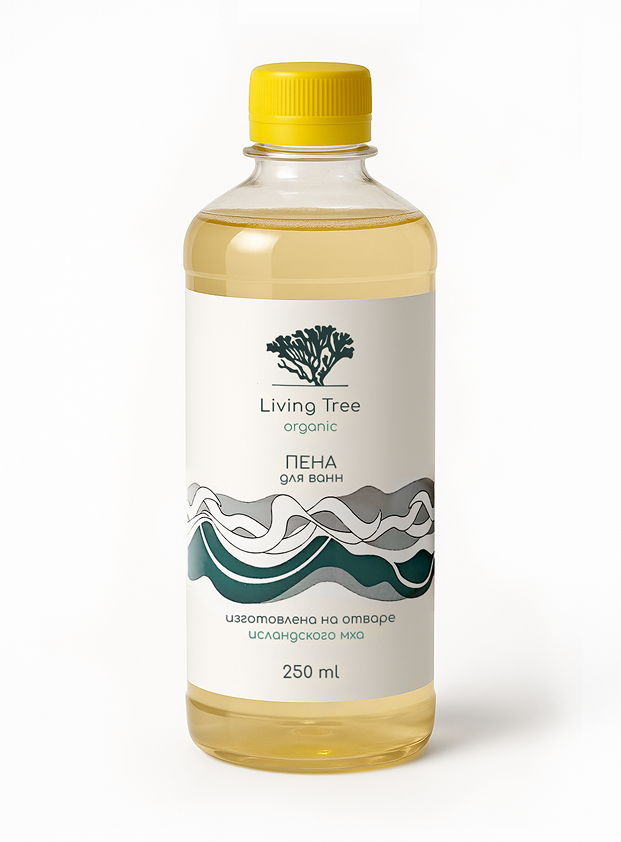 Living Tree
organic
ПЕНА
для ванн
изготовлена на отваре
исландского мха
250 ml